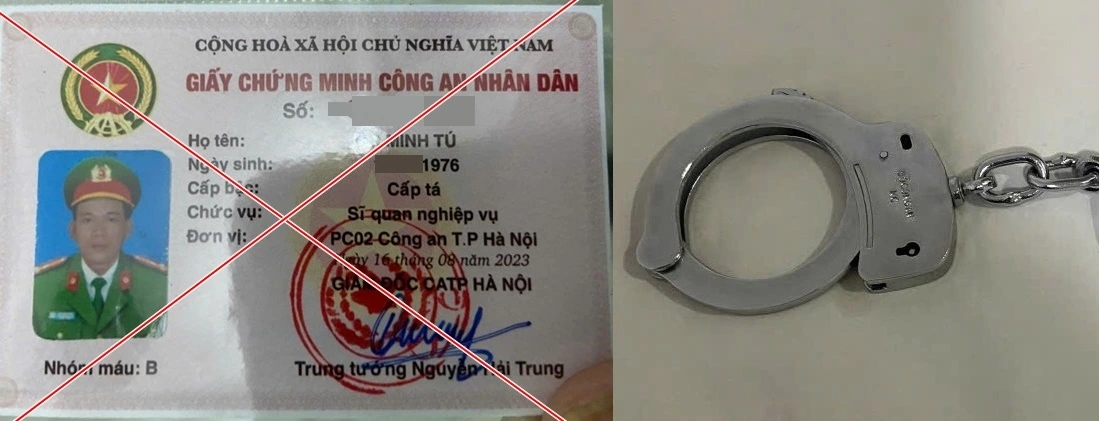 CỘNG HOÀ XÃ HỘI CHỦ NGHĨA VIỆT NAM
GIẤY CHỨNG MINH CÔNG AN NHÂN DÂN
Số:
Họ tên: MINH TÚ
Ngày sinh: 1976
Cấp bậc: Cấp tá
Chức vụ: Sĩ quan nghiệp vụ
Đơn vị: PC02 Công an T.P Hà Nội
Ngày 16 tháng 08 năm 2023
GIÁM ĐỐC CATP HÀ NỘI
Nhóm máu: B
Trung tướng Nguyễn Hải Trung